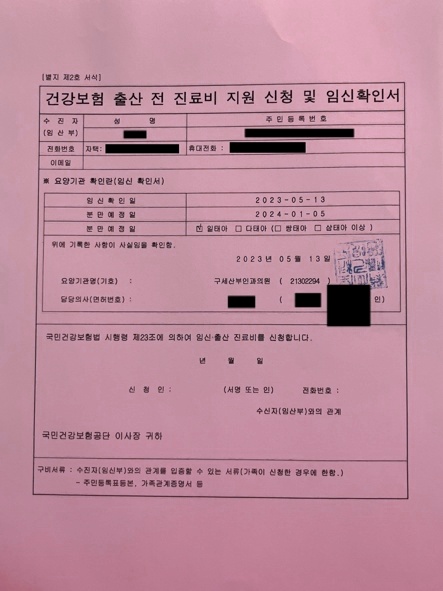 [별지 제2호 서식]
건강보험 출산 전 진료비 지원 신청 및 임신확인서
수 진 자 (임 산 부) 성 명 주 민 등 록 번 호
전화번호 자택: 휴대전화 :
이메일
※ 요양기관 확인란(임신 확인서)
임 신 확 인 일 2023-05-13
분 만 예 정 일 2024-01-05
분 만 예 정 일 ☑ 일태아 □ 다태아 (□ 쌍태아 □ 삼태아 이상 )
위에 기록한 사항이 사실임을 확인함.
2023년 05월 13일
요양기관명(기호) : 구세산부인과의원 ( 21302294 )
담당의사(면허번호) : ( 인)
국민건강보험법 시행령 제23조에 의하여 임신·출산 진료비를 신청합니다.
년 월 일
신 청 인 : (서명 또는 인) 전화번호 :
수신자(임산부)와의 관계
국민건강보험공단 이사장 귀하
구비서류 : 수진자(임산부)와의 관계를 입증할 수 있는 서류(가족이 신청한 경우에 한함.)
- 주민등록표등본, 가족관계증명서 등